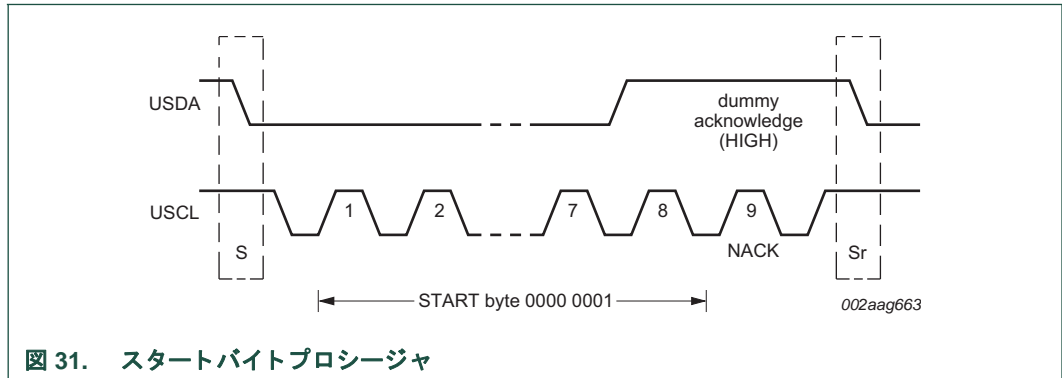 USDA
dummy
acknowledge
(HIGH)
USCL
1
2
7
8
9
S
NACK
Sr
START byte 0000 0001
002aag663
図 31. スタートバイトプロシージャ